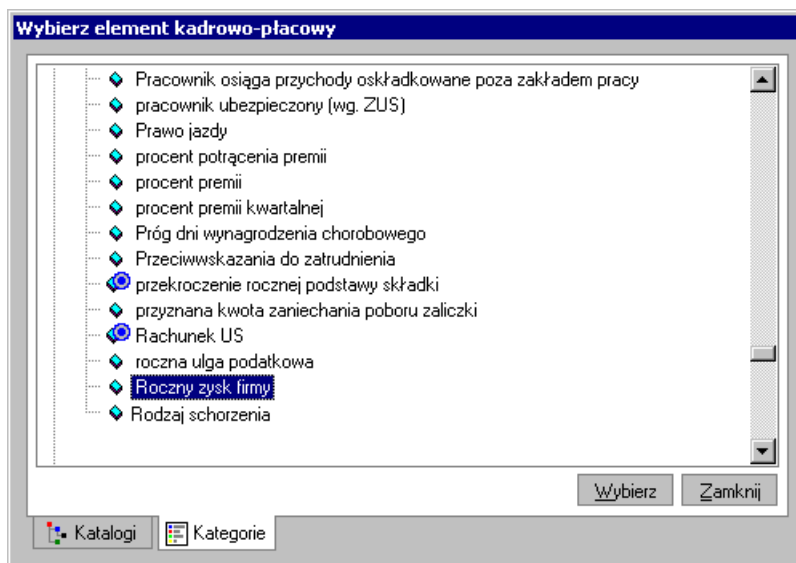 Wybierz element kadrowo-płacowy
Pracownik osiąga przychody oskładkowane poza zakładem pracy
pracownik ubezpieczony (wg. ZUS)
Prawo jazdy
procent potrącenia premii
procent premii
procent premii kwartalnej
Próg dni wynagrodzenia chorobowego
Przeciwwskazania do zatrudnienia
przekroczenie rocznej podstawy składki
przyznana kwota zaniechania poboru zaliczki
Rachunek US
roczna ulga podatkowa
Roczny zysk firmy
Rodzaj schorzenia
Wybierz Zamknij
Katalogi Kategorie